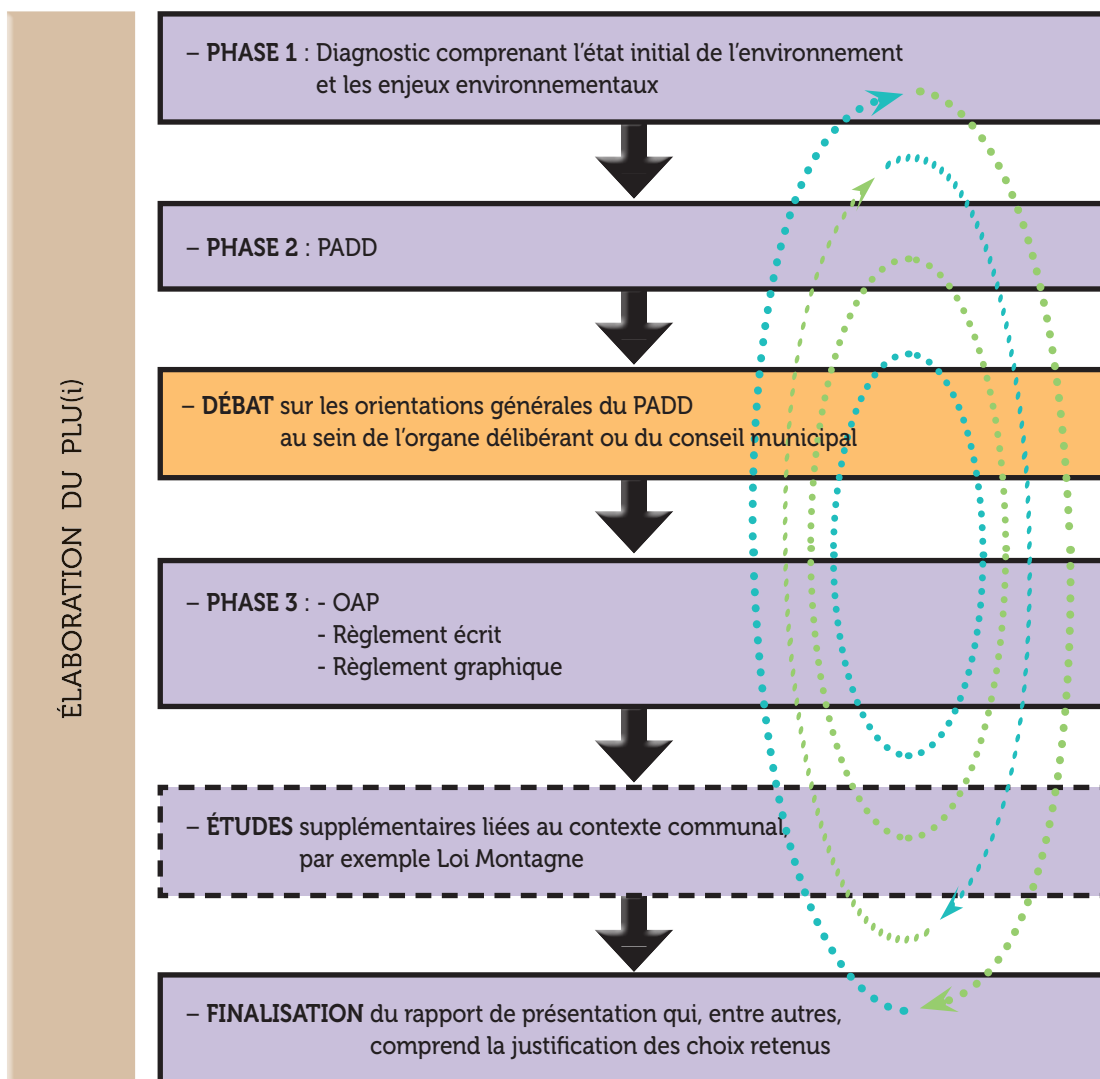 ÉLABORATION DU PLU(i)
– PHASE 1 : Diagnostic comprenant l’état initial de l’environnement
et les enjeux environnementaux
– PHASE 2 : PADD
– DÉBAT sur les orientations générales du PADD
au sein de l’organe délibérant ou du conseil municipal
– PHASE 3 : - OAP
- Règlement écrit
- Règlement graphique
– ÉTUDES supplémentaires liées au contexte communal,
par exemple Loi Montagne
– FINALISATION du rapport de présentation qui, entre autres,
comprend la justification des choix retenus